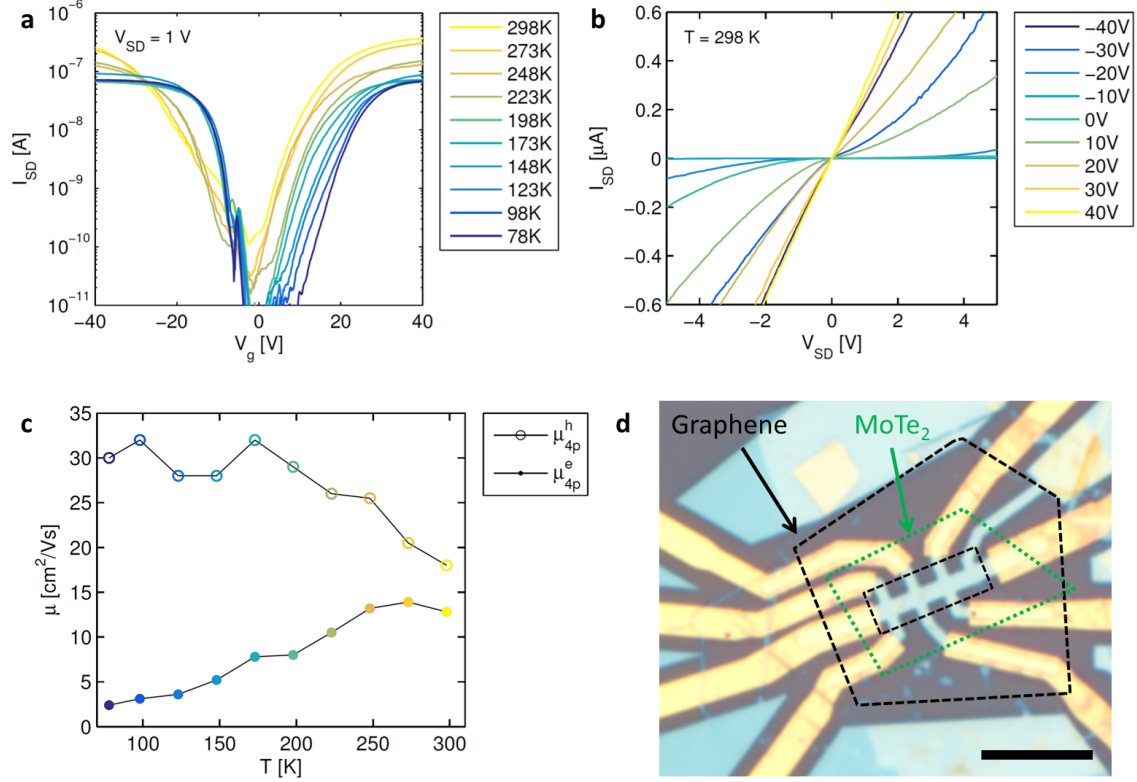 a
V_SD = 1 V
I_SD [A]
10^−5
10^−6
10^−7
10^−8
10^−9
10^−10
10^−11
−40
−20
0
20
40
V_g [V]
298K
273K
248K
223K
198K
173K
148K
123K
98K
78K
b
T = 298 K
I_SD [µA]
0.6
0.4
0.2
0
−0.2
−0.4
−0.6
−4
−2
0
2
4
V_SD [V]
−40V
−30V
−20V
−10V
0V
10V
20V
30V
40V
c
µ [cm²/Vs]
35
30
25
20
15
10
5
0
100
150
200
250
300
T [K]
µ^h_4p
µ^e_4p
d
Graphene
MoTe₂